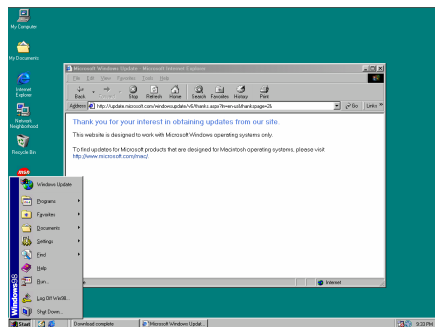 My Computer
My Documents
Internet
Explorer
Network
Neighborhood
Recycle Bin
msn
Microsoft Windows Update - Microsoft Internet Explorer
File Edit View Favorites Tools Help
Back Stop Refresh Home Search Favorites History Print
Address http://update.microsoft.com/windowsupdate/v6/thanks.aspx?ln=en-us&thankspage=2& Go Links »
Thank you for your interest in obtaining updates from our site.
This website is designed to work with Microsoft Windows operating systems only.
To find updates for Microsoft products that are designed for Macintosh operating systems, please visit
http://www.microsoft.com/mac/.
Internet
Windows Update
Programs
Favorites
Documents
Settings
Find
Help
Run...
Log Off Win98...
Shut Down...
Windows98
Start
Download complete
Microsoft Windows Updat...
9:33 PM